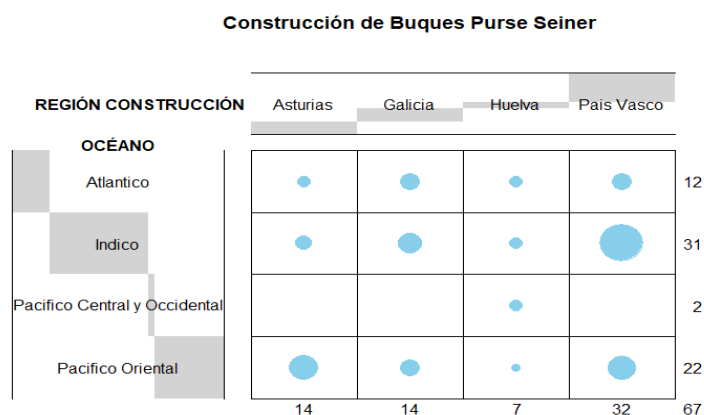 Construcción de Buques Purse Seiner
REGIÓN CONSTRUCCIÓN Asturias Galicia Huelva Pais Vasco
OCÉANO
Atlantico 12
Indico 31
Pacifico Central y Occidental 2
Pacifico Oriental 22
14 14 7 32 67